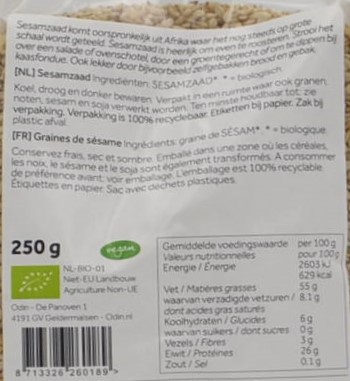 Sesamzaad komt oorspronkelijk uit Afrika waar het nog steeds op grote
schaal wordt geteeld. Sesamzaad is heerlijk om even te roosteren. Strooi het
over een salade of ovenschotel, door een groentegerecht of om te dippen bij
kaasfondue. Ook lekker door bijvoorbeeld zelfgebakken brood en gebak.
[NL] Sesamzaad Ingrediënten: SESAMZAAD* * = biologisch.
Koel, droog en donker bewaren. Verpakt in een ruimte waar ook granen,
noten, sesam en soja verwerkt worden. Ten minste houdbaar tot: zie
verpakking. Verpakking is 100% recyclebaar. Etiketten bij papier. Zak bij
plastic afval.
[FR] Graines de sésame Ingrédients: graine de SÉSAM* * = biologique.
Conservez frais, sec et sombre. Emballé dans une zone où les céréales,
les noix, le sésame et le soja sont également transformés. A consommer
de préférence avant: voir emballage. L'emballage est 100% recyclable.
Étiquettes en papier. Sac avec déchets plastiques.
250 g
vegan
NL-BIO-01
Niet-EU Landbouw
Agriculture Non-UE
Odin - De Panoven 1
4191 GV Geldermalsen - Odin.nl
8 713326 260189 >
Gemiddelde voedingswaarde per 100 g
Valeurs nutritionnelles pour 100 g
Energie / Énergie 2603 kJ
629 kcal
Vet / Matières grasses 55 g
waarvan verzadigde vetzuren / 8.1 g
dont acides gras saturés
Koolhydraten / Glucides 6 g
waarvan suikers / dont sucres 0 g
Vezels / Fibres 3 g
Eiwit / Protéines 26 g
Zout / Sel 0,1 g